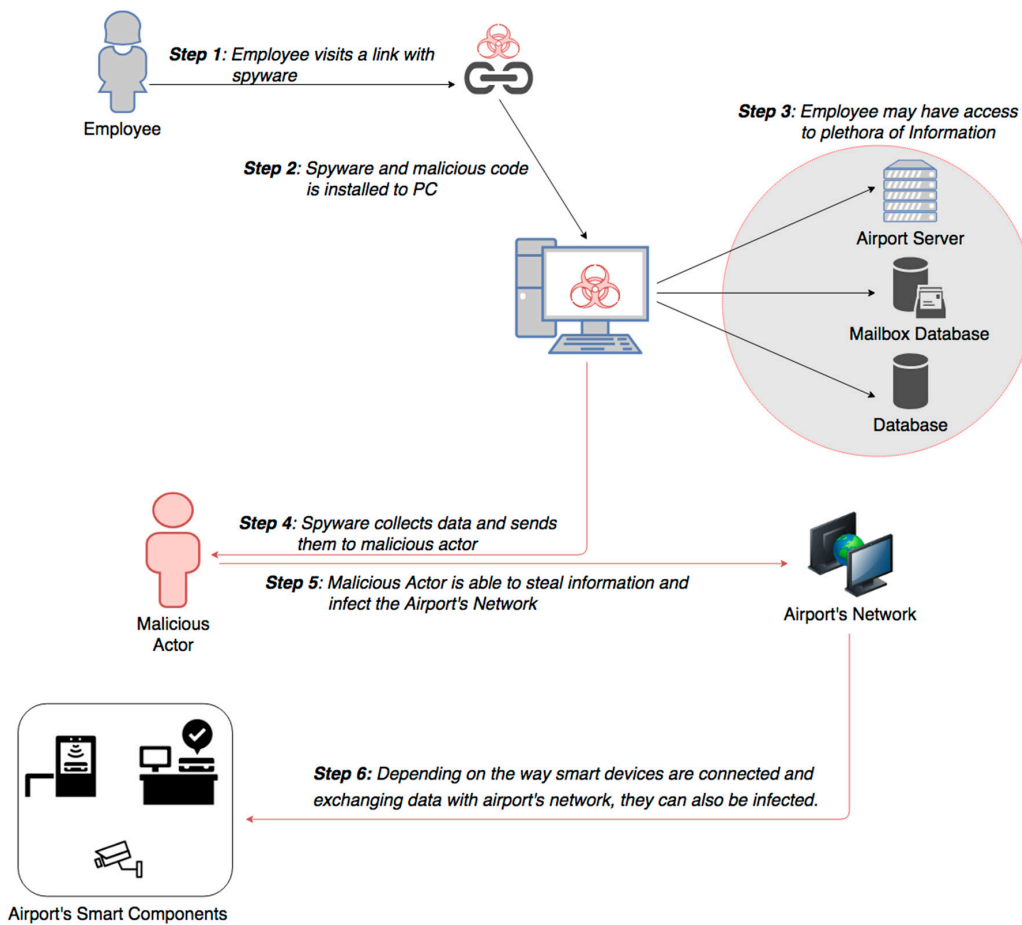 Step 1: Employee visits a link with
spyware
Employee
Step 3: Employee may have access
to plethora of Information
Step 2: Spyware and malicious code
is installed to PC
Airport Server
Mailbox Database
Database
Step 4: Spyware collects data and sends
them to malicious actor
Step 5: Malicious Actor is able to steal information and
infect the Airport's Network
Malicious
Actor
Airport's Network
Step 6: Depending on the way smart devices are connected and
exchanging data with airport's network, they can also be infected.
Airport's Smart Components